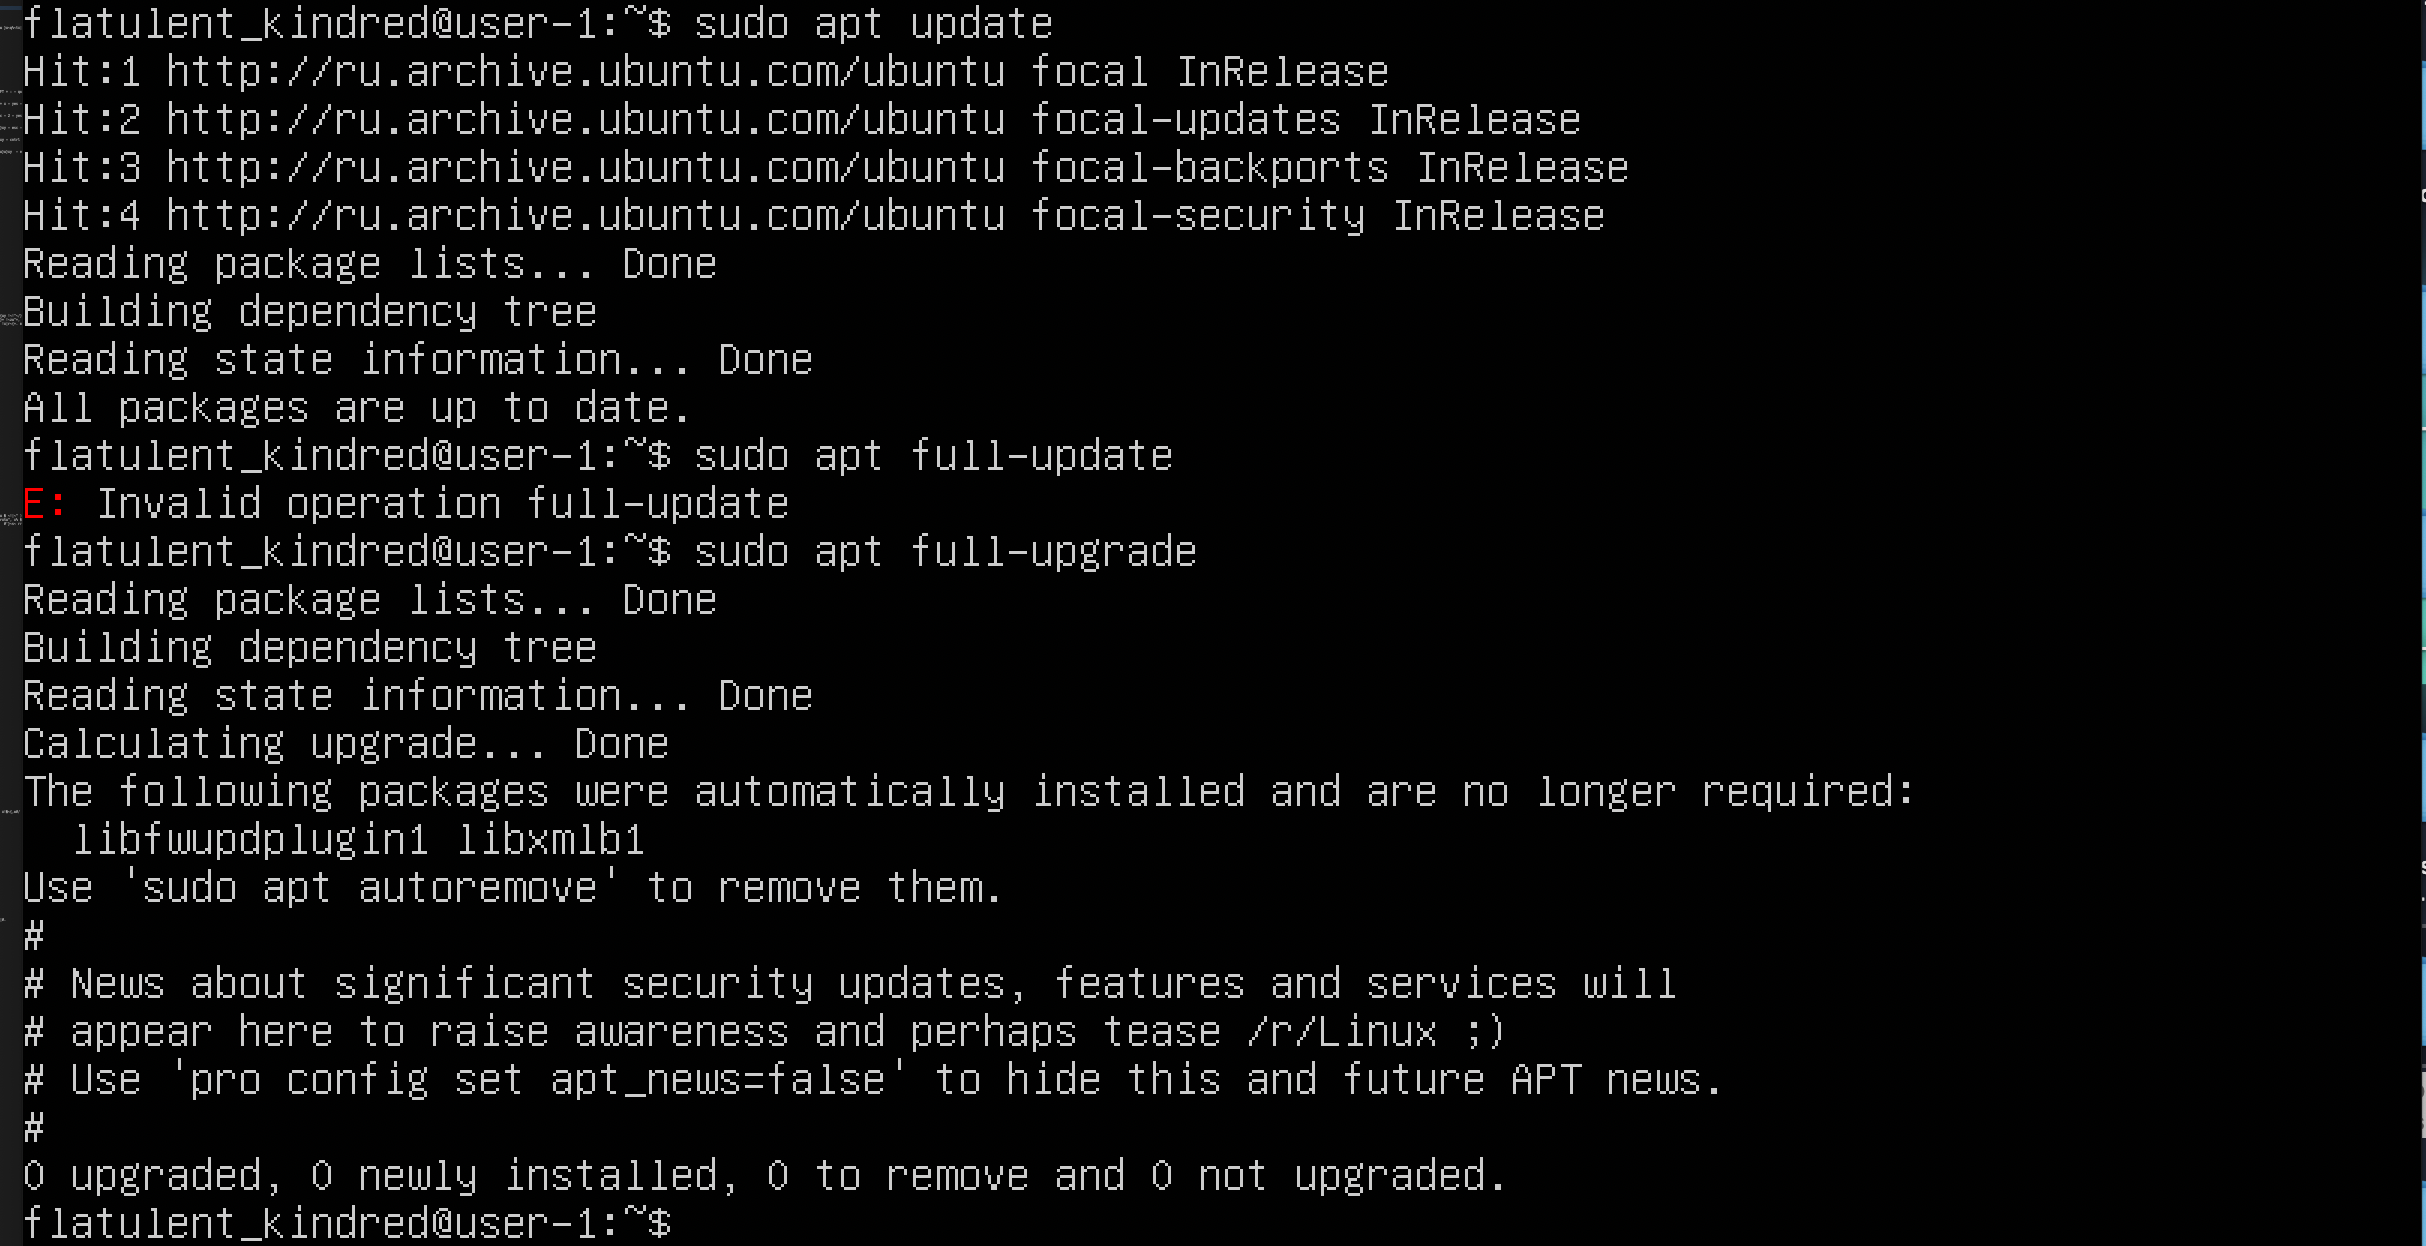 flatulent_kindred@user-1:~$ sudo apt update
Hit:1 http://ru.archive.ubuntu.com/ubuntu focal InRelease
Hit:2 http://ru.archive.ubuntu.com/ubuntu focal-updates InRelease
Hit:3 http://ru.archive.ubuntu.com/ubuntu focal-backports InRelease
Hit:4 http://ru.archive.ubuntu.com/ubuntu focal-security InRelease
Reading package lists... Done
Building dependency tree
Reading state information... Done
All packages are up to date.
flatulent_kindred@user-1:~$ sudo apt full-update
E: Invalid operation full-update
flatulent_kindred@user-1:~$ sudo apt full-upgrade
Reading package lists... Done
Building dependency tree
Reading state information... Done
Calculating upgrade... Done
The following packages were automatically installed and are no longer required:
  libfwupdplugin1 libxmlb1
Use 'sudo apt autoremove' to remove them.
#
# News about significant security updates, features and services will
# appear here to raise awareness and perhaps tease /r/Linux ;)
# Use 'pro config set apt_news=false' to hide this and future APT news.
#
0 upgraded, 0 newly installed, 0 to remove and 0 not upgraded.
flatulent_kindred@user-1:~$